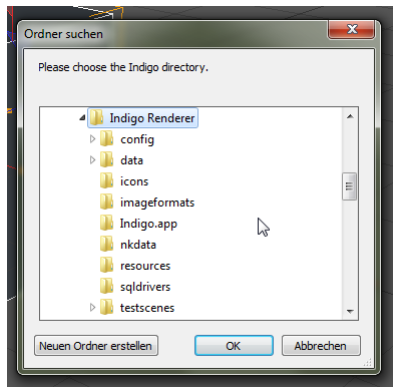 Ordner suchen
Please choose the Indigo directory.
Indigo Renderer
config
data
icons
imageformats
Indigo.app
nkdata
resources
sqldrivers
testscenes
Neuen Ordner erstellen
OK
Abbrechen